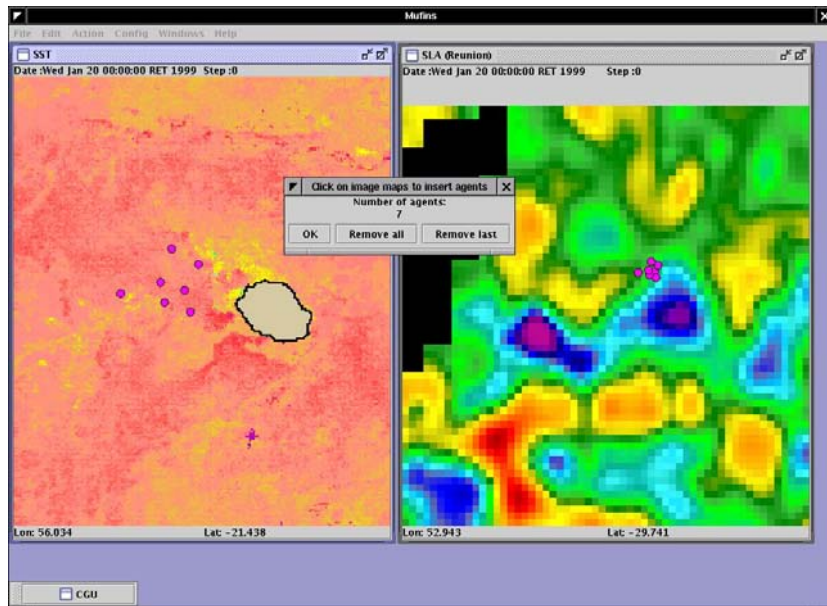 Mufins
File Edit Action Config Windows Help
SST
Date :Wed Jan 20 00:00:00 RET 1999 Step :0
SLA (Reunion)
Date :Wed Jan 20 00:00:00 RET 1999 Step :0
Click on image maps to insert agents
Number of agents:
7
OK Remove all Remove last
Lon: 56.034 Lat: -21.438
Lon: 52.943 Lat: -29.741
CGU